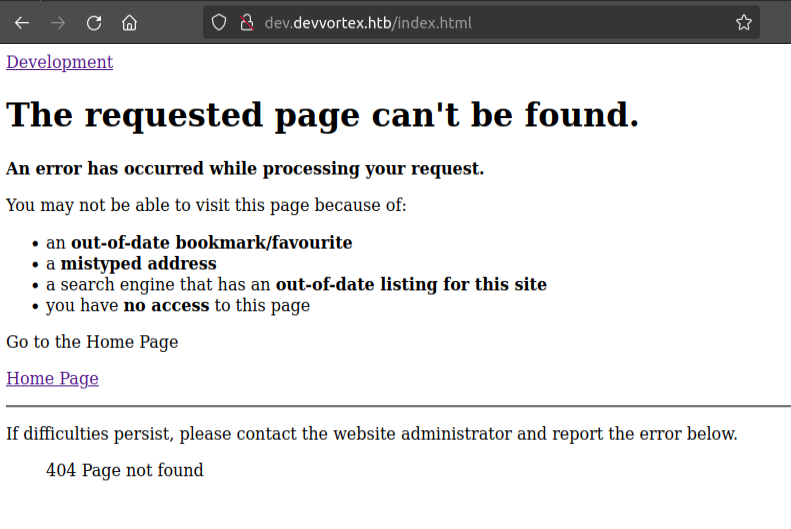 dev.devvortex.htb/index.html
Development
The requested page can't be found.
An error has occurred while processing your request.
You may not be able to visit this page because of:
an out-of-date bookmark/favourite
a mistyped address
a search engine that has an out-of-date listing for this site
you have no access to this page
Go to the Home Page
Home Page
If difficulties persist, please contact the website administrator and report the error below.
404 Page not found